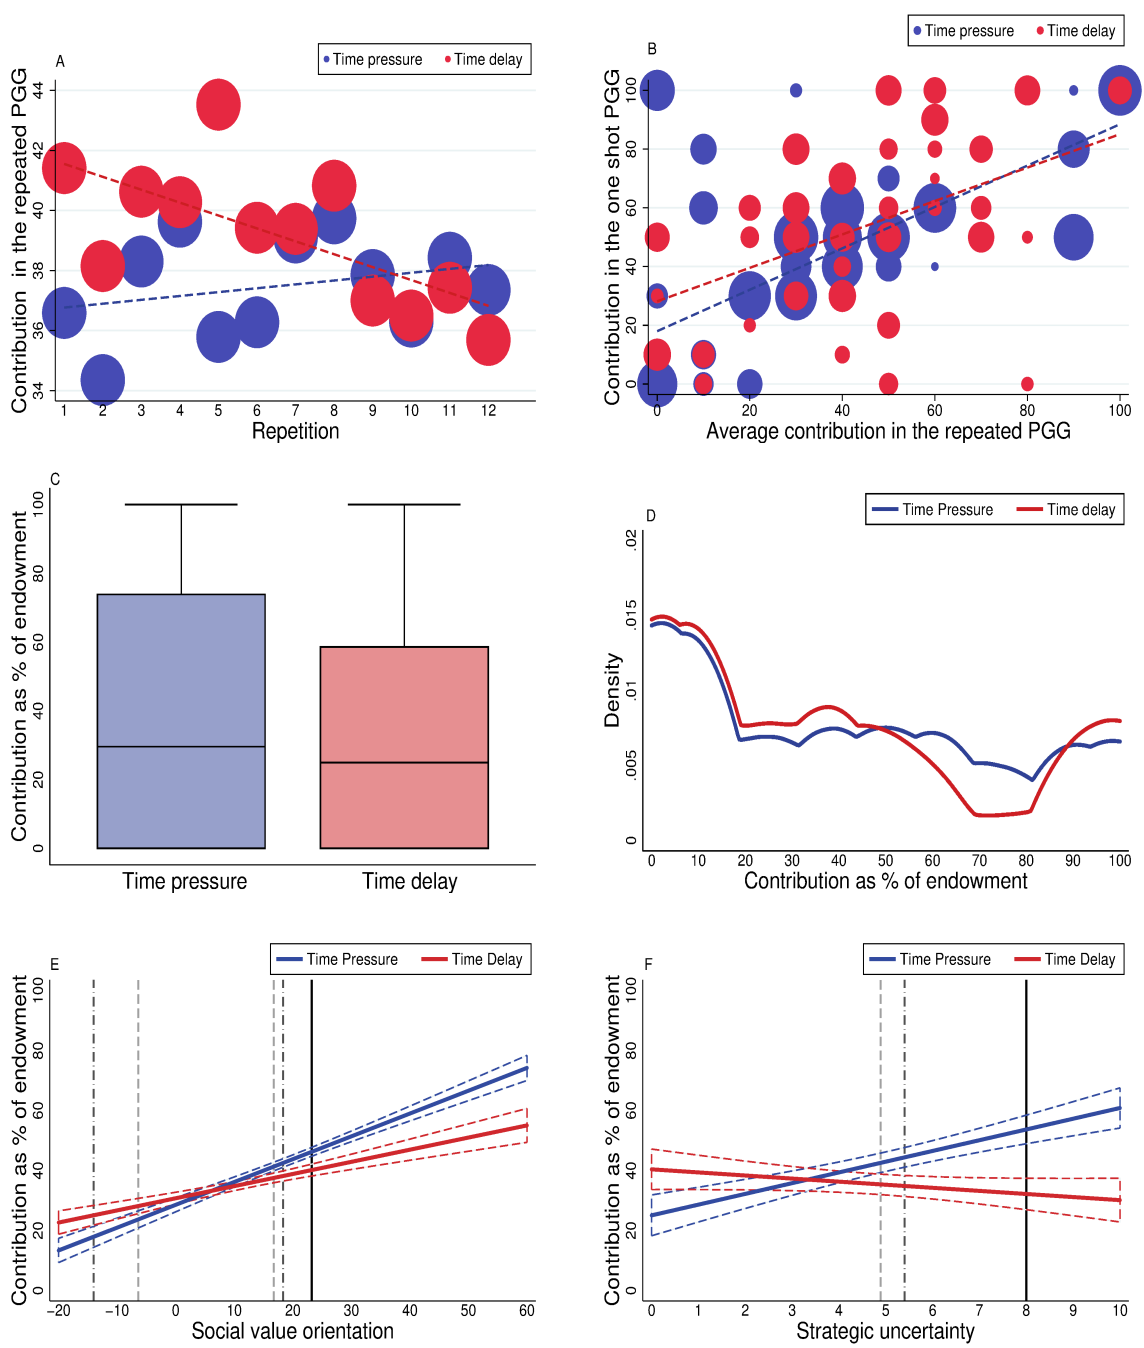 A
Time pressure
Time delay
Contribution in the repeated PGG
44
42
40
38
36
34
1 2 3 4 5 6 7 8 9 10 11 12
Repetition
B
Time pressure
Time delay
Contribution in the one shot PGG
100
80
60
40
20
0
0 20 40 60 80 100
Average contribution in the repeated PGG
C
Contribution as % of endowment
100
80
60
40
20
0
Time pressure
Time delay
D
Time Pressure
Time delay
Density
.02
.015
.01
.005
0
0 10 20 30 40 50 60 70 80 90 100
Contribution as % of endowment
E
Time Pressure
Time Delay
Contribution as % of endowment
100
80
60
40
20
0
−20 −10 0 10 20 30 40 50 60
Social value orientation
F
Time Pressure
Time Delay
Contribution as % of endowment
100
80
60
40
20
0
0 1 2 3 4 5 6 7 8 9 10
Strategic uncertainty